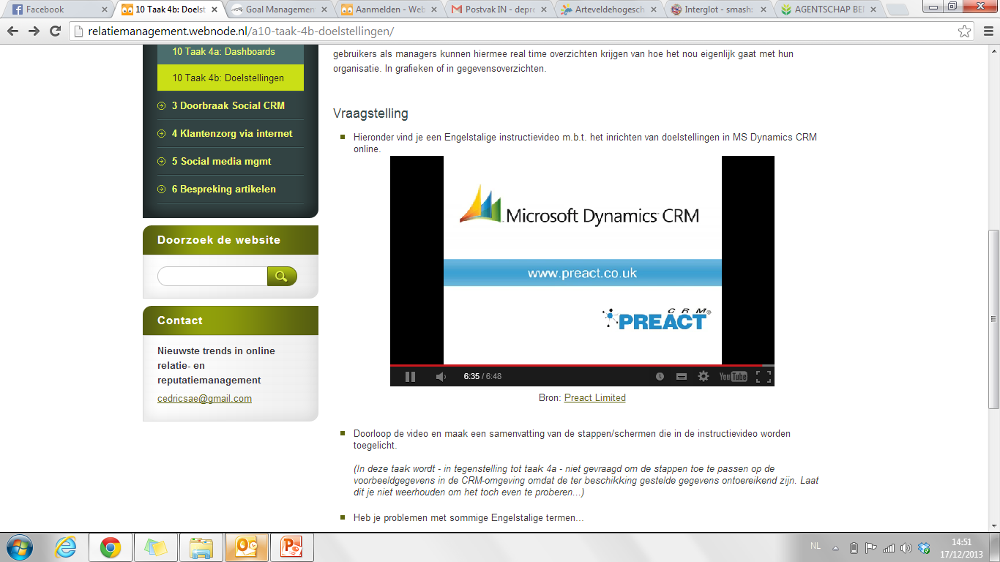 Facebook
10 Taak 4b: Doelst
Goal Managemen
Aanmelden - Web
Postvak IN - depre
Arteveldehogesch
Interglot - smash:
AGENTSCHAP BE
relatiemanagement.webnode.nl/a10-taak-4b-doelstellingen/
10 Taak 4a: Dashboards
10 Taak 4b: Doelstellingen
3 Doorbraak Social CRM
4 Klantenzorg via internet
5 Social media mgmt
6 Bespreking artikelen
Doorzoek de website
Contact
Nieuwste trends in online
relatie- en
reputatiemanagement
cedricsae@gmail.com
gebruikers als managers kunnen hiermee real time overzichten krijgen van hoe het nou eigenlijk gaat met hun
organisatie. In grafieken of in gegevensoverzichten.
Vraagstelling
Hieronder vind je een Engelstalige instructievideo m.b.t. het inrichten van doelstellingen in MS Dynamics CRM
online.
Microsoft Dynamics CRM
www.preact.co.uk
CRM®
PREACT
6:35 / 6:48
YouTube
Bron: Preact Limited
Doorloop de video en maak een samenvatting van de stappen/schermen die in de instructievideo worden
toegelicht.
(In deze taak wordt - in tegenstelling tot taak 4a - niet gevraagd om de stappen toe te passen op de
voorbeeldgegevens in de CRM-omgeving omdat de ter beschikking gestelde gegevens ontoereikend zijn. Laat
dit je niet weerhouden om het toch even te proberen...)
Heb je problemen met sommige Engelstalige termen...
NL
14:51
17/12/2013